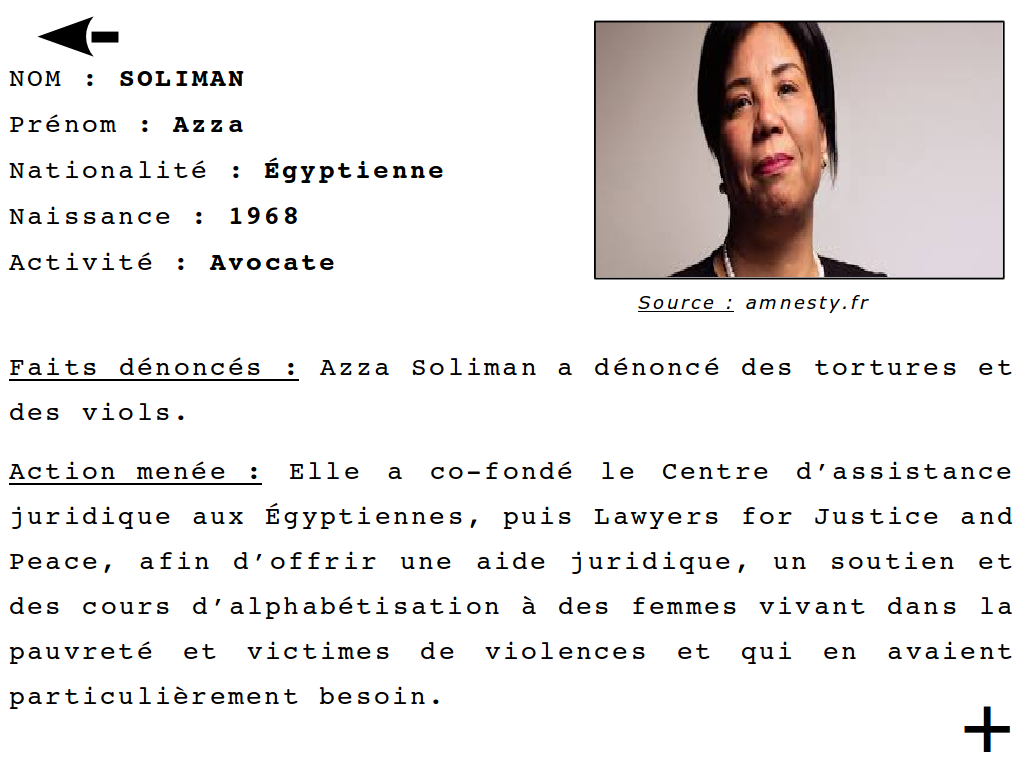 NOM : SOLIMAN
Prénom : Azza
Nationalité : Égyptienne
Naissance : 1968
Activité : Avocate
Source : amnesty.fr
Faits dénoncés : Azza Soliman a dénoncé des tortures et
des viols.
Action menée : Elle a co-fondé le Centre d’assistance
juridique aux Égyptiennes, puis Lawyers for Justice and
Peace, afin d’offrir une aide juridique, un soutien et
des cours d’alphabétisation à des femmes vivant dans la
pauvreté et victimes de violences et qui en avaient
particulièrement besoin.